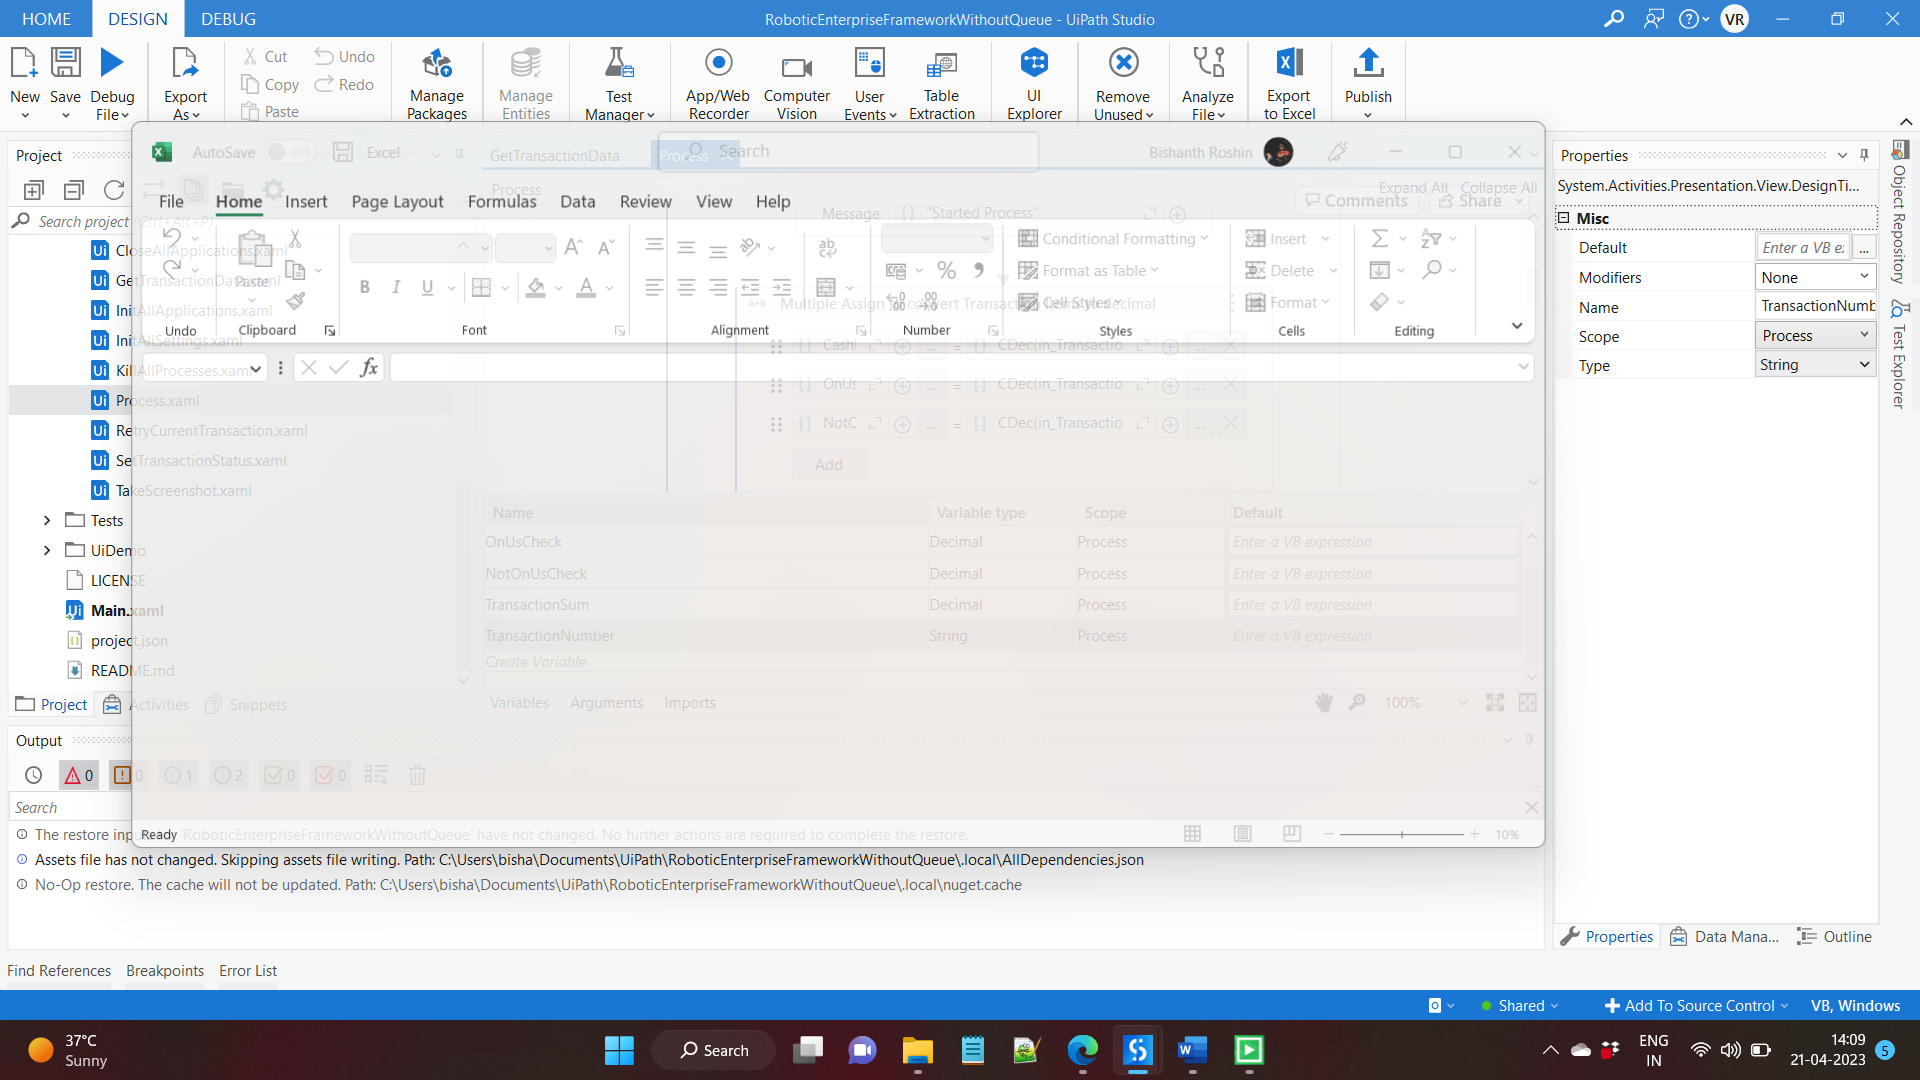 HOME DESIGN DEBUG RoboticEnterpriseFrameworkWithoutQueue - UiPath Studio VR
New Save Debug File Export As Cut Copy Paste Undo Redo Manage Packages Manage Entities Test Manager App/Web Recorder Computer Vision User Events Table Extraction UI Explorer Remove Unused Analyze File Export to Excel Publish
Project
Search project (Ctrl+Alt+P)
CloseAllApplications.xaml
GetTransactionData.xaml
InitAllApplications.xaml
InitAllSettings.xaml
KillAllProcesses.xaml
Process.xaml
RetryCurrentTransaction.xaml
SetTransactionStatus.xaml
TakeScreenshot.xaml
Tests
UiDemo
LICENSE
Main.xaml
project.json
README.md
Project Activities Snippets
AutoSave Off Excel Search Bishanth Roshin
GetTransactionData Process
Process Expand All Collapse All
File Home Insert Page Layout Formulas Data Review View Help Comments Share
Message "Started Process"
Paste B I U ab % 9 .00 Conditional Formatting Format as Table Cell Styles Insert Delete Format
Undo Clipboard Font Alignment Number Styles Cells Editing
fx
OnUs ... = CDec(in_Transactio ...
NotC ... = CDec(in_Transactio ...
Add
Name Variable type Scope Default
OnUsCheck Decimal Process Enter a VB expression
NotOnUsCheck Decimal Process Enter a VB expression
TransactionSum Decimal Process Enter a VB expression
TransactionNumber String Process Enter a VB expression
Create Variable
Variables Arguments Imports 100%
Ready 10%
Output
0 0 1 2 0 0
Search
The restore inp 'RoboticEnterpriseFrameworkWithoutQueue' have not changed. No further actions are required to complete the restore.
Assets file has not changed. Skipping assets file writing. Path: C:\Users\bisha\Documents\UiPath\RoboticEnterpriseFrameworkWithoutQueue\.local\AllDependencies.json
No-Op restore. The cache will not be updated. Path: C:\Users\bisha\Documents\UiPath\RoboticEnterpriseFrameworkWithoutQueue\.local\nuget.cache
Find References Breakpoints Error List
Properties
System.Activities.Presentation.View.DesignTi...
Misc
Default Enter a VB ex ...
Modifiers None
Name TransactionNumb
Scope Process
Type String
Properties Data Mana... Outline
Object Repository
Test Explorer
Shared Add To Source Control VB, Windows
37°C
Sunny
Search
ENG
IN
14:09
21-04-2023
5